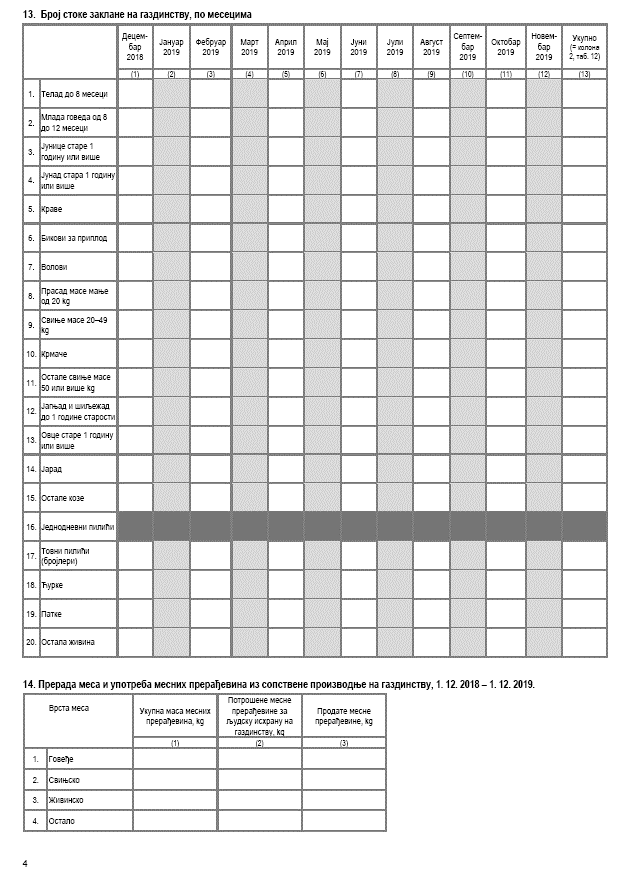 13. Број стоке заклане на газдинству, по месецима
Децем-
бар
2018
Јануар
2019
Фебруар
2019
Март
2019
Април
2019
Мај
2019
Јуни
2019
Јули
2019
Август
2019
Септем-
бар
2019
Октобар
2019
Новем-
бар
2019
Укупно
(= колона
2, таб. 12)
(1) (2) (3) (4) (5) (6) (7) (8) (9) (10) (11) (12) (13)
1. Телад до 8 месеци
2. Млада говеда од 8
до 12 месеци
3. Јунице старе 1
годину или више
4. Јунад стара 1 годину
или више
5. Краве
6. Бикови за приплод
7. Волови
8. Прасад масе мање
од 20 kg
9. Свиње масе 20–49
kg
10. Крмаче
11. Остале свиње масе
50 или више kg
12. Јагњад и шиљежад
до 1 године старости
13. Овце старе 1 годину
или више
14. Јарад
15. Остале козе
16. Једнодневни пилићи
17. Товни пилићи
(бројлери)
18. Ћурке
19. Патке
20. Остала живина
14. Прерада меса и употреба месних прерађевина из сопствене производње на газдинству, 1. 12. 2018 – 1. 12. 2019.
Врста меса
Укупна маса месних
прерађевина, kg
Потрошене месне
прерађевине за
људску исхрану на
газдинству, kg
Продате месне
прерађевине, kg
(1) (2) (3)
1. Говеђе
2. Свињско
3. Живинско
4. Остало
4